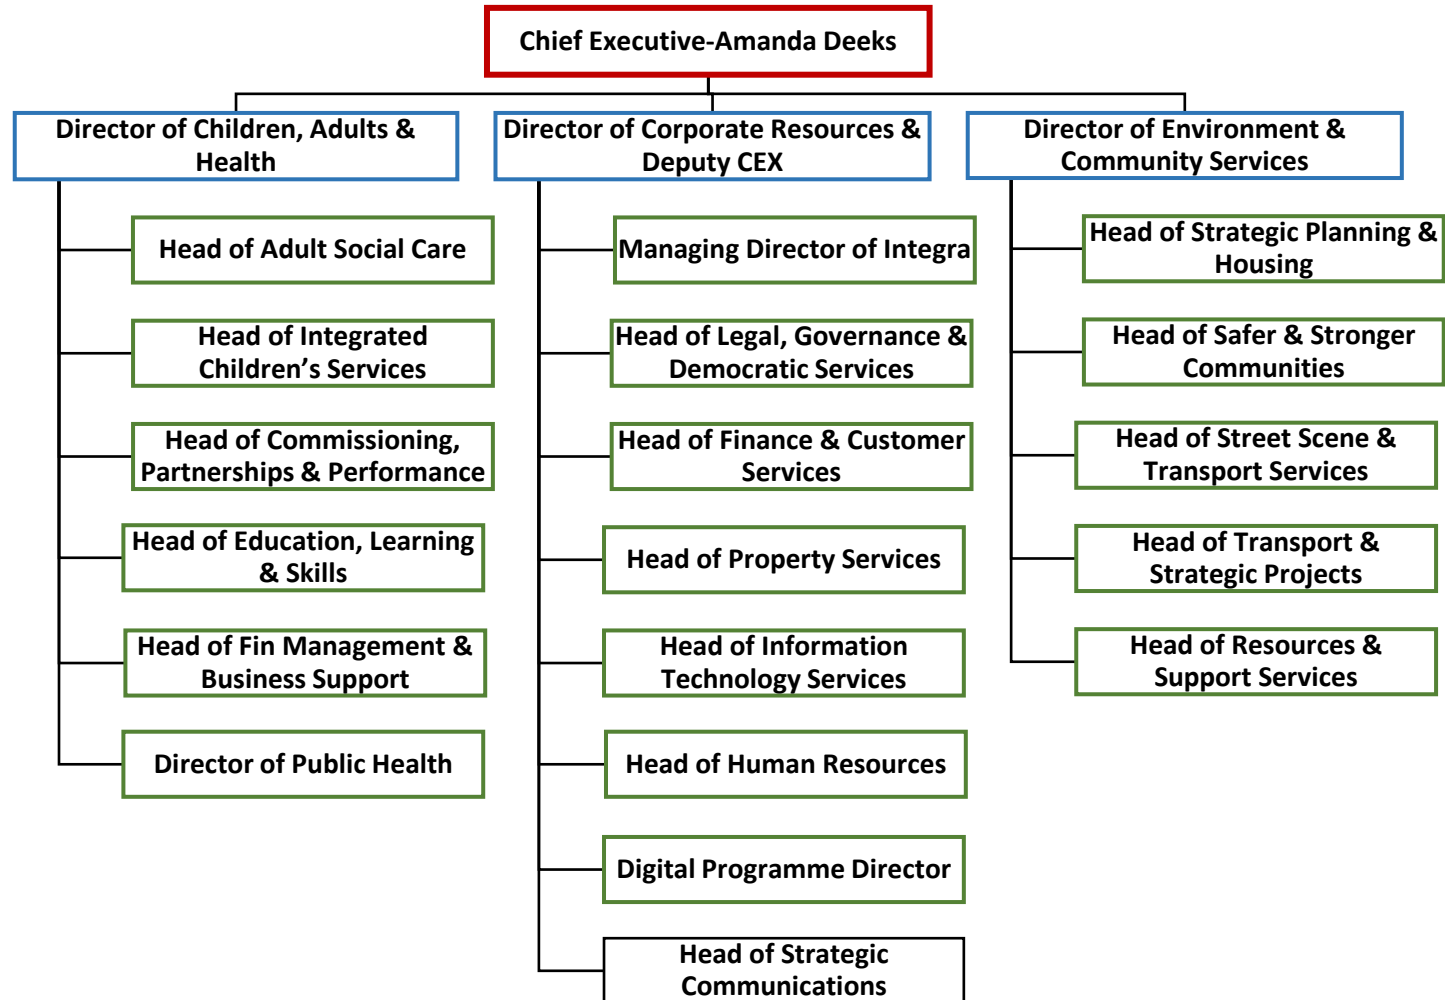 Chief Executive-Amanda Deeks
Director of Children, Adults &
Health
Head of Adult Social Care
Head of Integrated
Children’s Services
Head of Commissioning,
Partnerships & Performance
Head of Education, Learning
& Skills
Head of Fin Management &
Business Support
Director of Public Health
Director of Corporate Resources &
Deputy CEX
Managing Director of Integra
Head of Legal, Governance &
Democratic Services
Head of Finance & Customer
Services
Head of Property Services
Head of Information
Technology Services
Head of Human Resources
Digital Programme Director
Head of Strategic
Communications
Director of Environment &
Community Services
Head of Strategic Planning &
Housing
Head of Safer & Stronger
Communities
Head of Street Scene &
Transport Services
Head of Transport &
Strategic Projects
Head of Resources &
Support Services